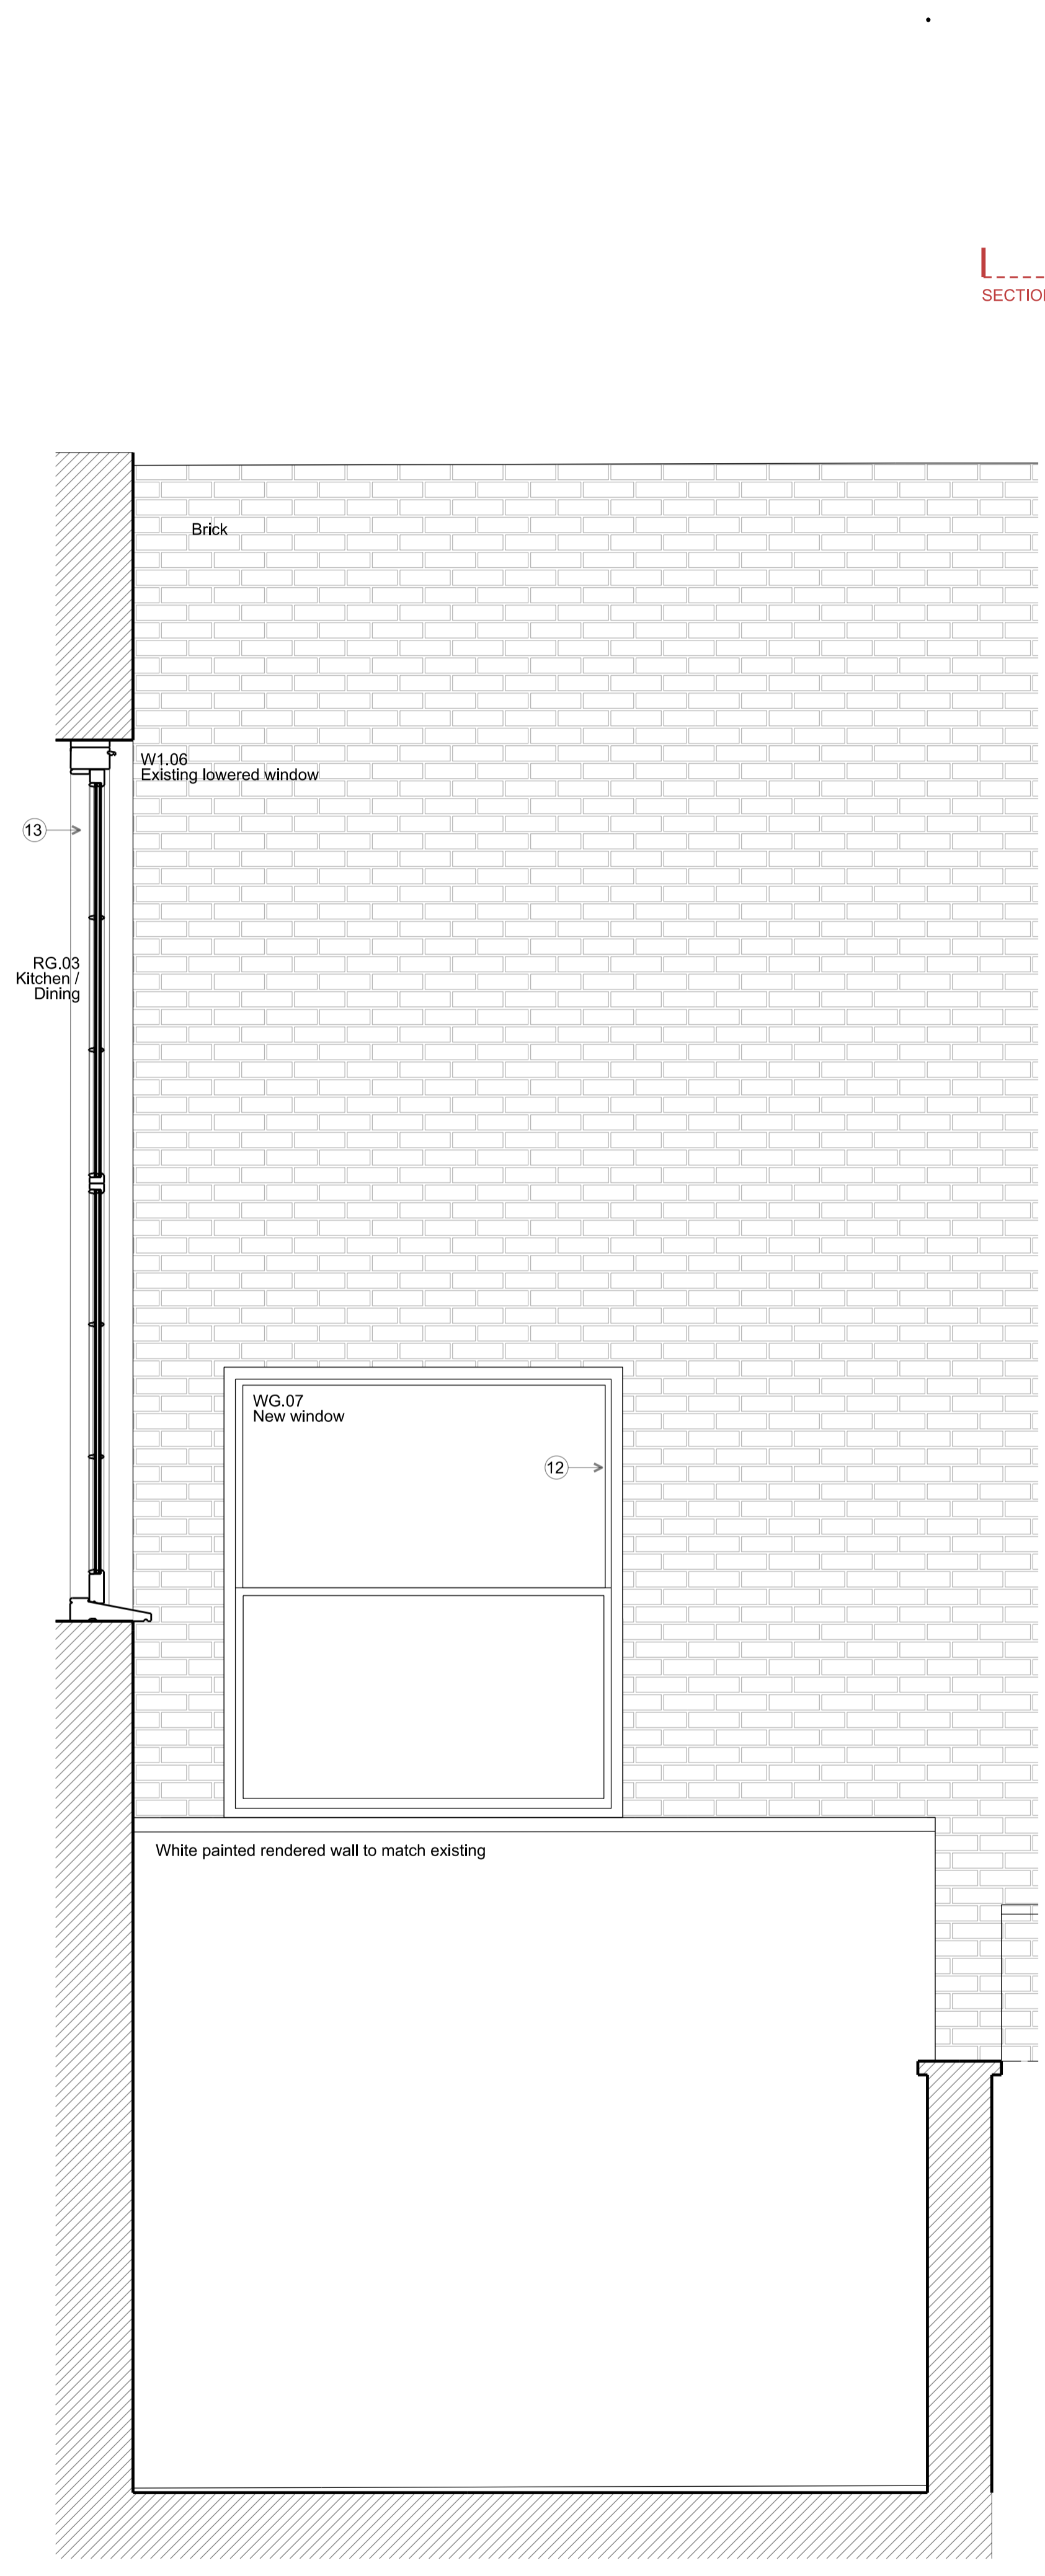 SECTIO
Brick
W1.06
Existing lowered window
13
RG.03
Kitchen /
Dining
WG.07
New window
12
White painted rendered wall to match existing